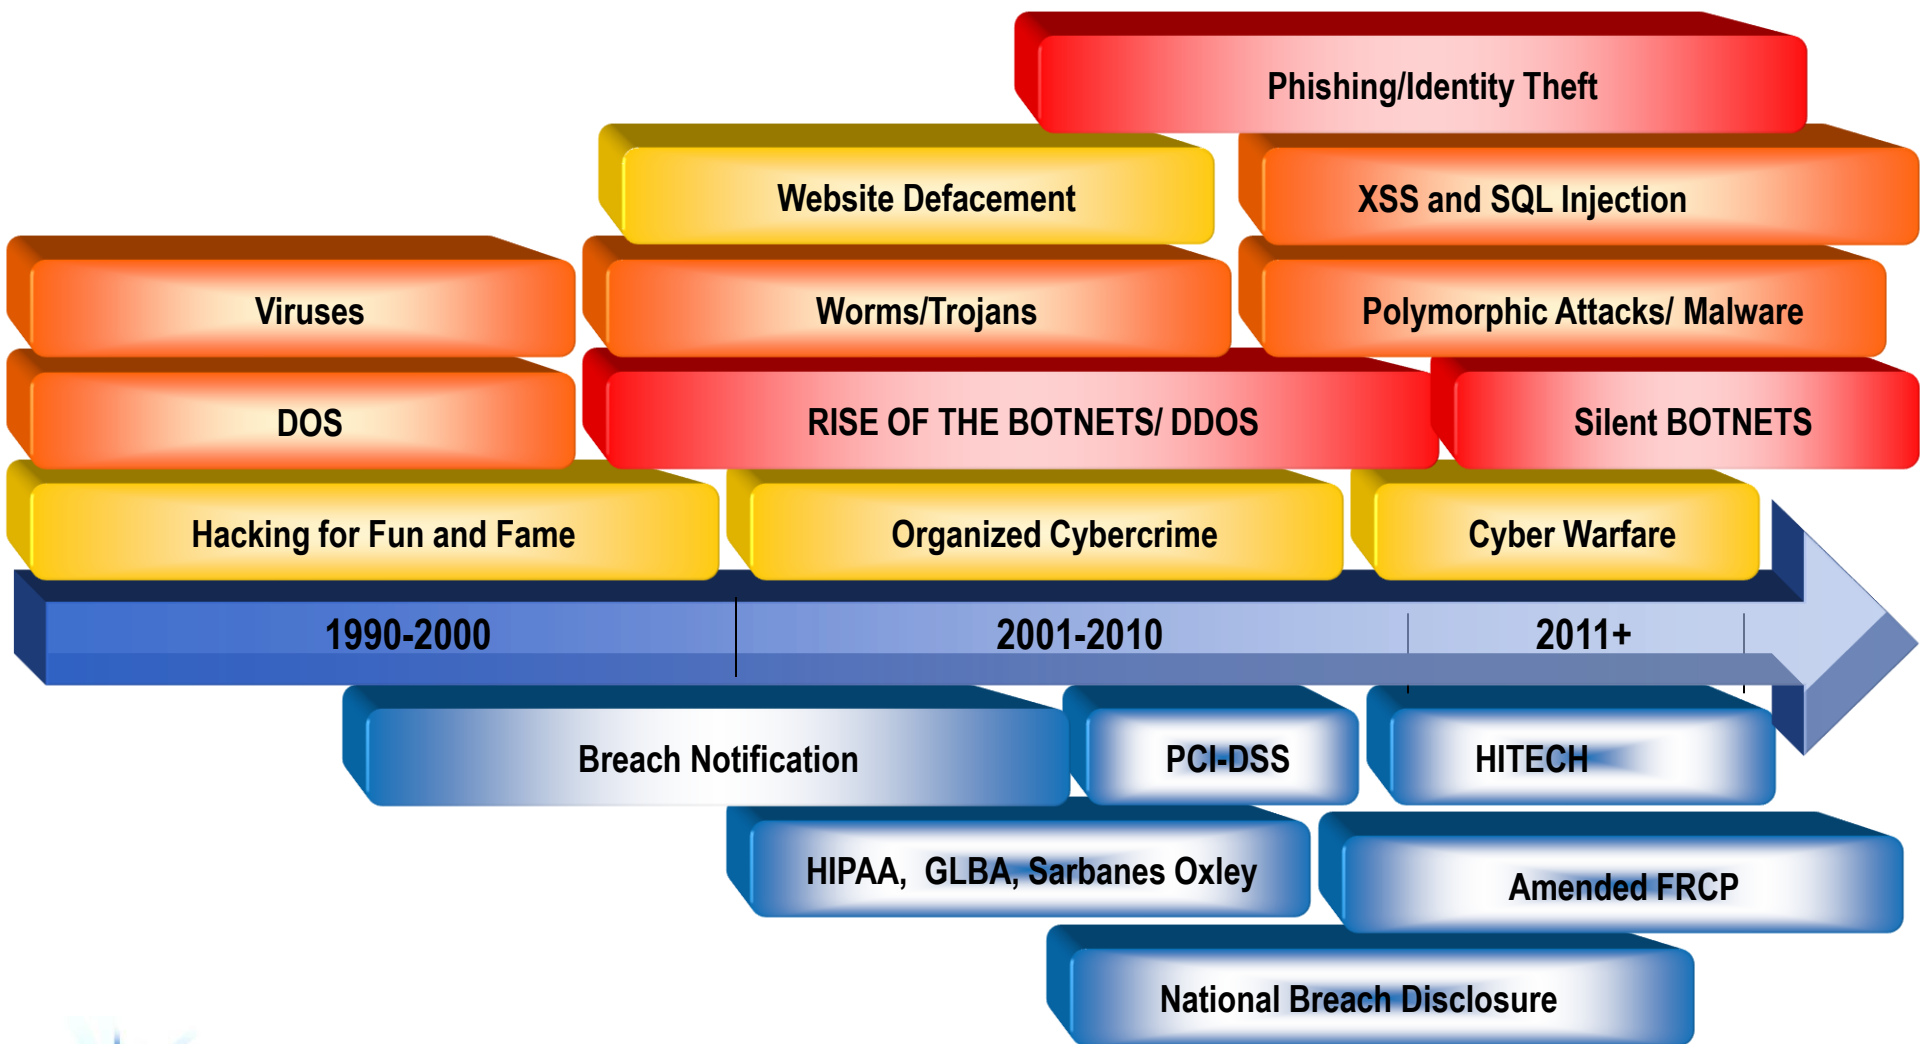 Phishing/Identity Theft
Website Defacement
XSS and SQL Injection
Viruses
Worms/Trojans
Polymorphic Attacks/ Malware
DOS
RISE OF THE BOTNETS/ DDOS
Silent BOTNETS
Hacking for Fun and Fame
Organized Cybercrime
Cyber Warfare
1990-2000
2001-2010
2011+
Breach Notification
PCI-DSS
HITECH
HIPAA, GLBA, Sarbanes Oxley
Amended FRCP
National Breach Disclosure